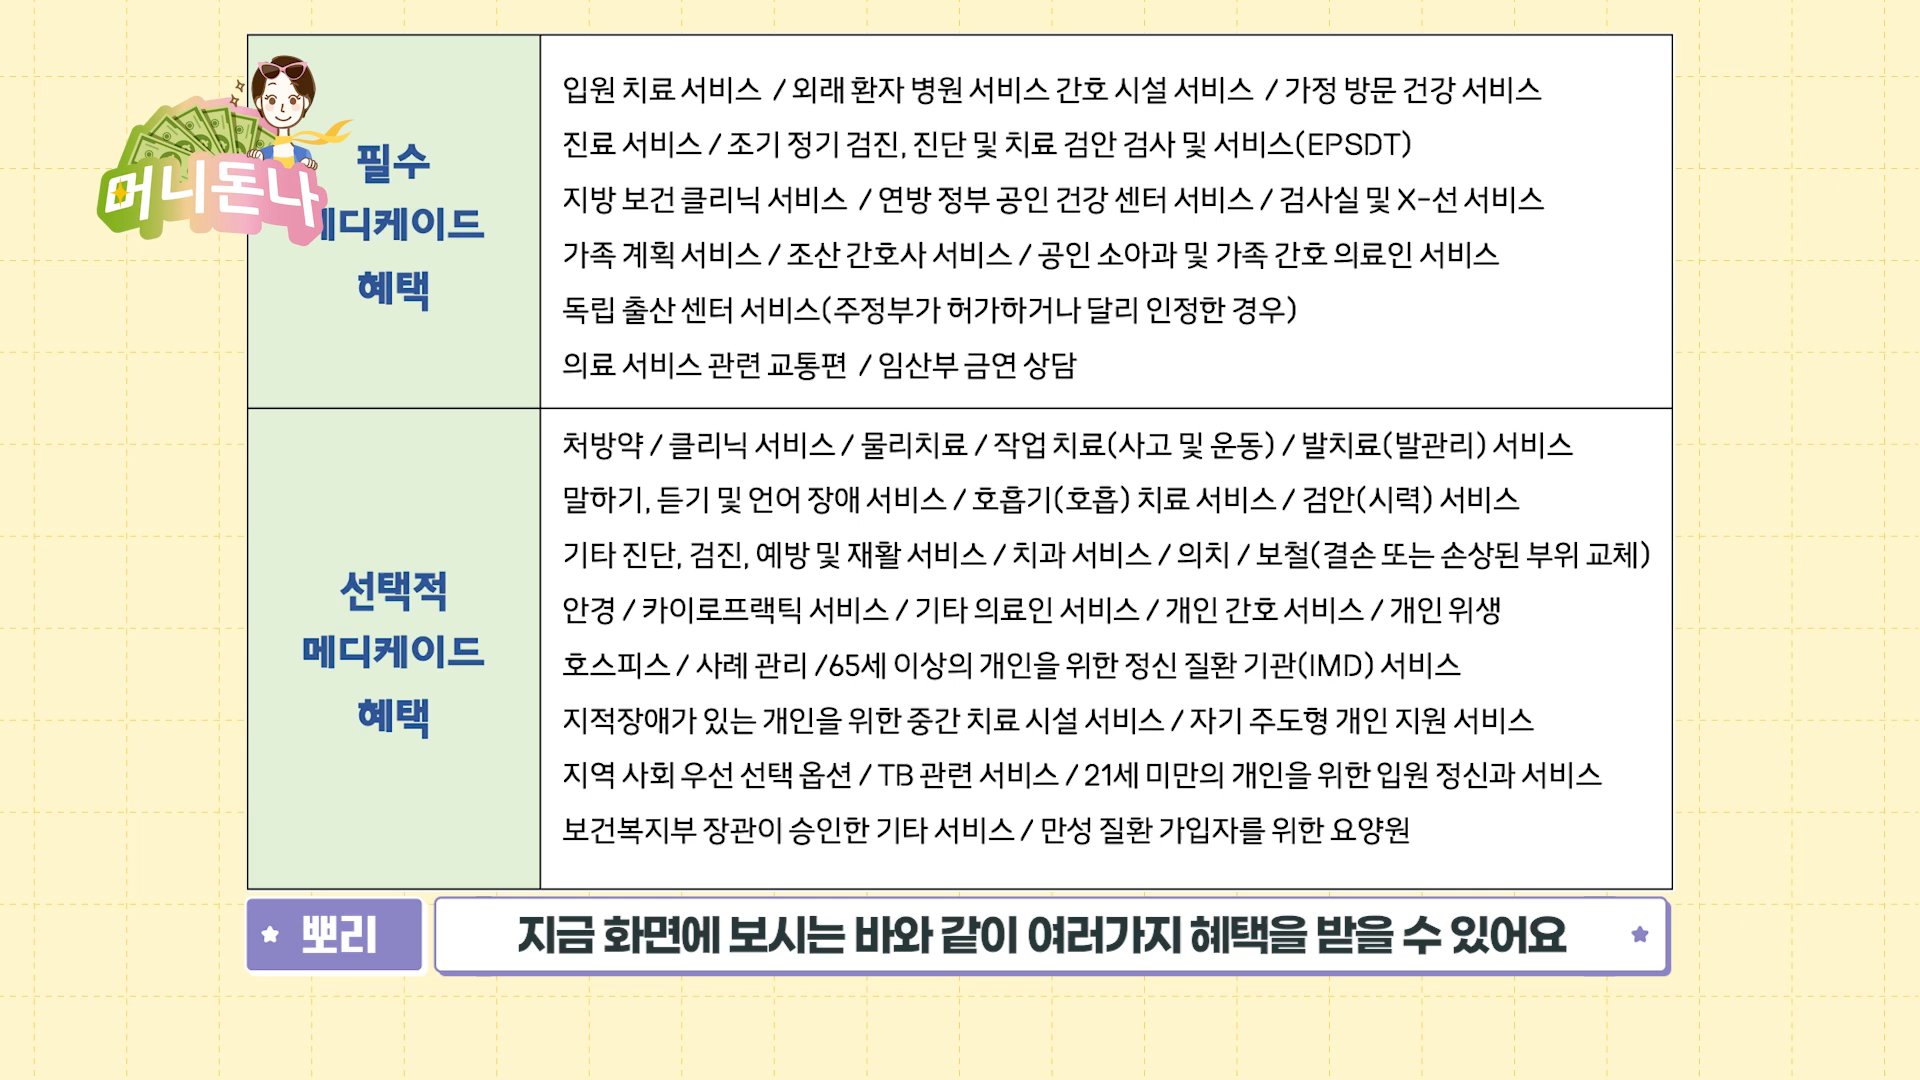 머니돈나
필수
메디케이드
혜택
입원 치료 서비스 / 외래 환자 병원 서비스 간호 시설 서비스 / 가정 방문 건강 서비스
진료 서비스 / 조기 정기 검진, 진단 및 치료 검안 검사 및 서비스(EPSDT)
지방 보건 클리닉 서비스 / 연방 정부 공인 건강 센터 서비스 / 검사실 및 X-선 서비스
가족 계획 서비스 / 조산 간호사 서비스 / 공인 소아과 및 가족 간호 의료인 서비스
독립 출산 센터 서비스(주정부가 허가하거나 달리 인정한 경우)
의료 서비스 관련 교통편 / 임산부 금연 상담
선택적
메디케이드
혜택
처방약 / 클리닉 서비스 / 물리치료 / 작업 치료(사고 및 운동) / 발치료(발관리) 서비스
말하기, 듣기 및 언어 장애 서비스 / 호흡기(호흡) 치료 서비스 / 검안(시력) 서비스
기타 진단, 검진, 예방 및 재활 서비스 / 치과 서비스 / 의치 / 보철(결손 또는 손상된 부위 교체)
안경 / 카이로프랙틱 서비스 / 기타 의료인 서비스 / 개인 간호 서비스 / 개인 위생
호스피스 / 사례 관리 /65세 이상의 개인을 위한 정신 질환 기관(IMD) 서비스
지적장애가 있는 개인을 위한 중간 치료 시설 서비스 / 자기 주도형 개인 지원 서비스
지역 사회 우선 선택 옵션 / TB 관련 서비스 / 21세 미만의 개인을 위한 입원 정신과 서비스
보건복지부 장관이 승인한 기타 서비스 / 만성 질환 가입자를 위한 요양원
뽀리
지금 화면에 보시는 바와 같이 여러가지 혜택을 받을 수 있어요